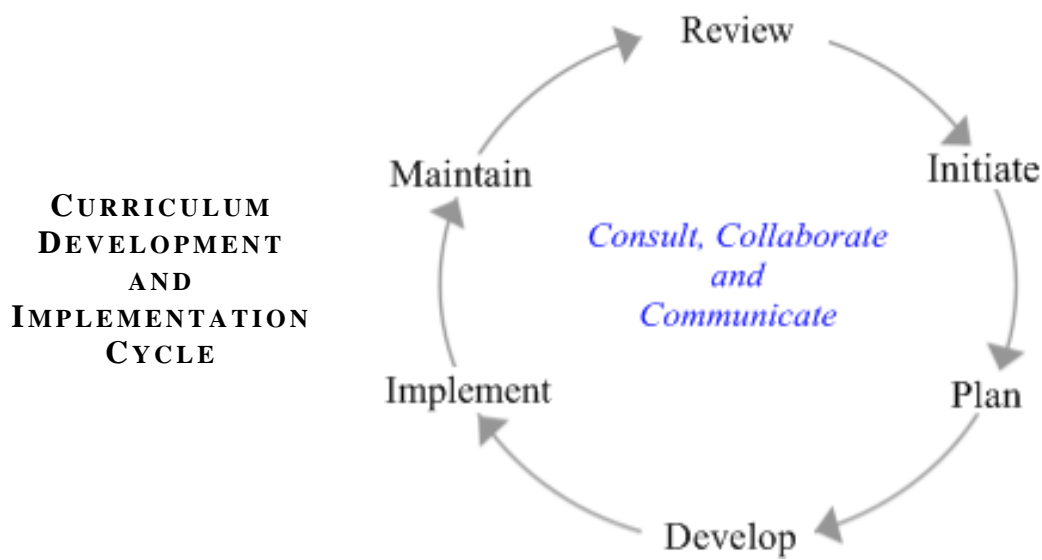 CURRICULUM
DEVELOPMENT
AND
IMPLEMENTATION
CYCLE
Review
Initiate
Plan
Develop
Implement
Maintain
Consult, Collaborate
and
Communicate